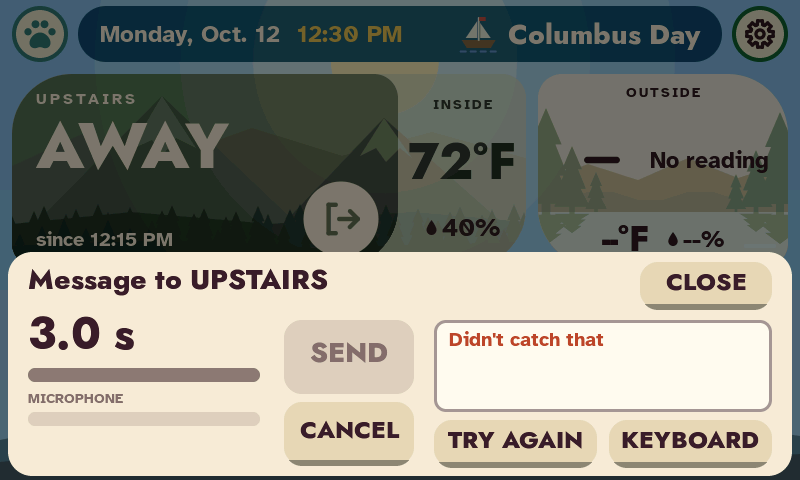 Monday, Oct. 12 12:30 PM Columbus Day
UPSTAIRS
AWAY
since 12:15 PM
INSIDE
72°F
40%
OUTSIDE
— No reading
--°F --%
Message to UPSTAIRS
CLOSE
3.0 s
MICROPHONE
SEND
CANCEL
Didn't catch that
TRY AGAIN
KEYBOARD